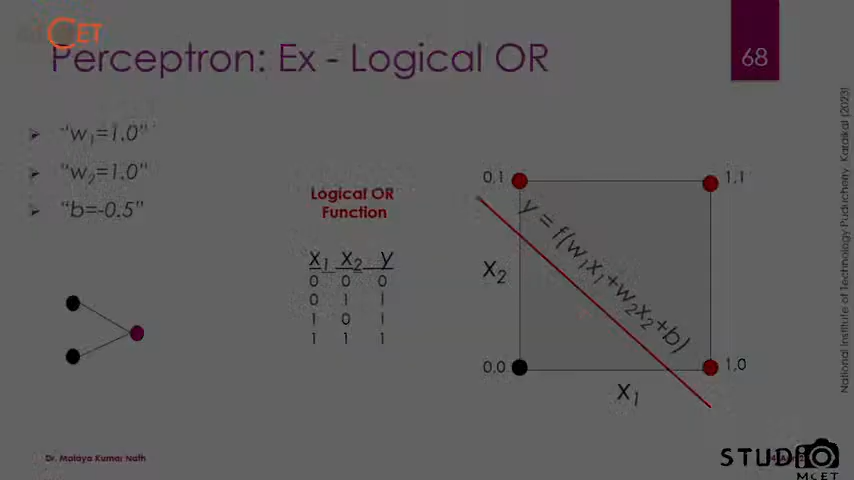 CET
Perceptron: Ex - Logical OR
68
"w1=1.0"
"w2=1.0"
"b=-0.5"
Logical OR
Function
X1 X2 y
0 0 0
0 1 1
1 0 1
1 1 1
0,1
1,1
y = f(w1x1+w2x2+b)
X2
0,0
1,0
X1
National Institute of Technology Puducherry, Karaikal (2023)
Dr. Malaya Kumar Nath
STUDIO
MCET